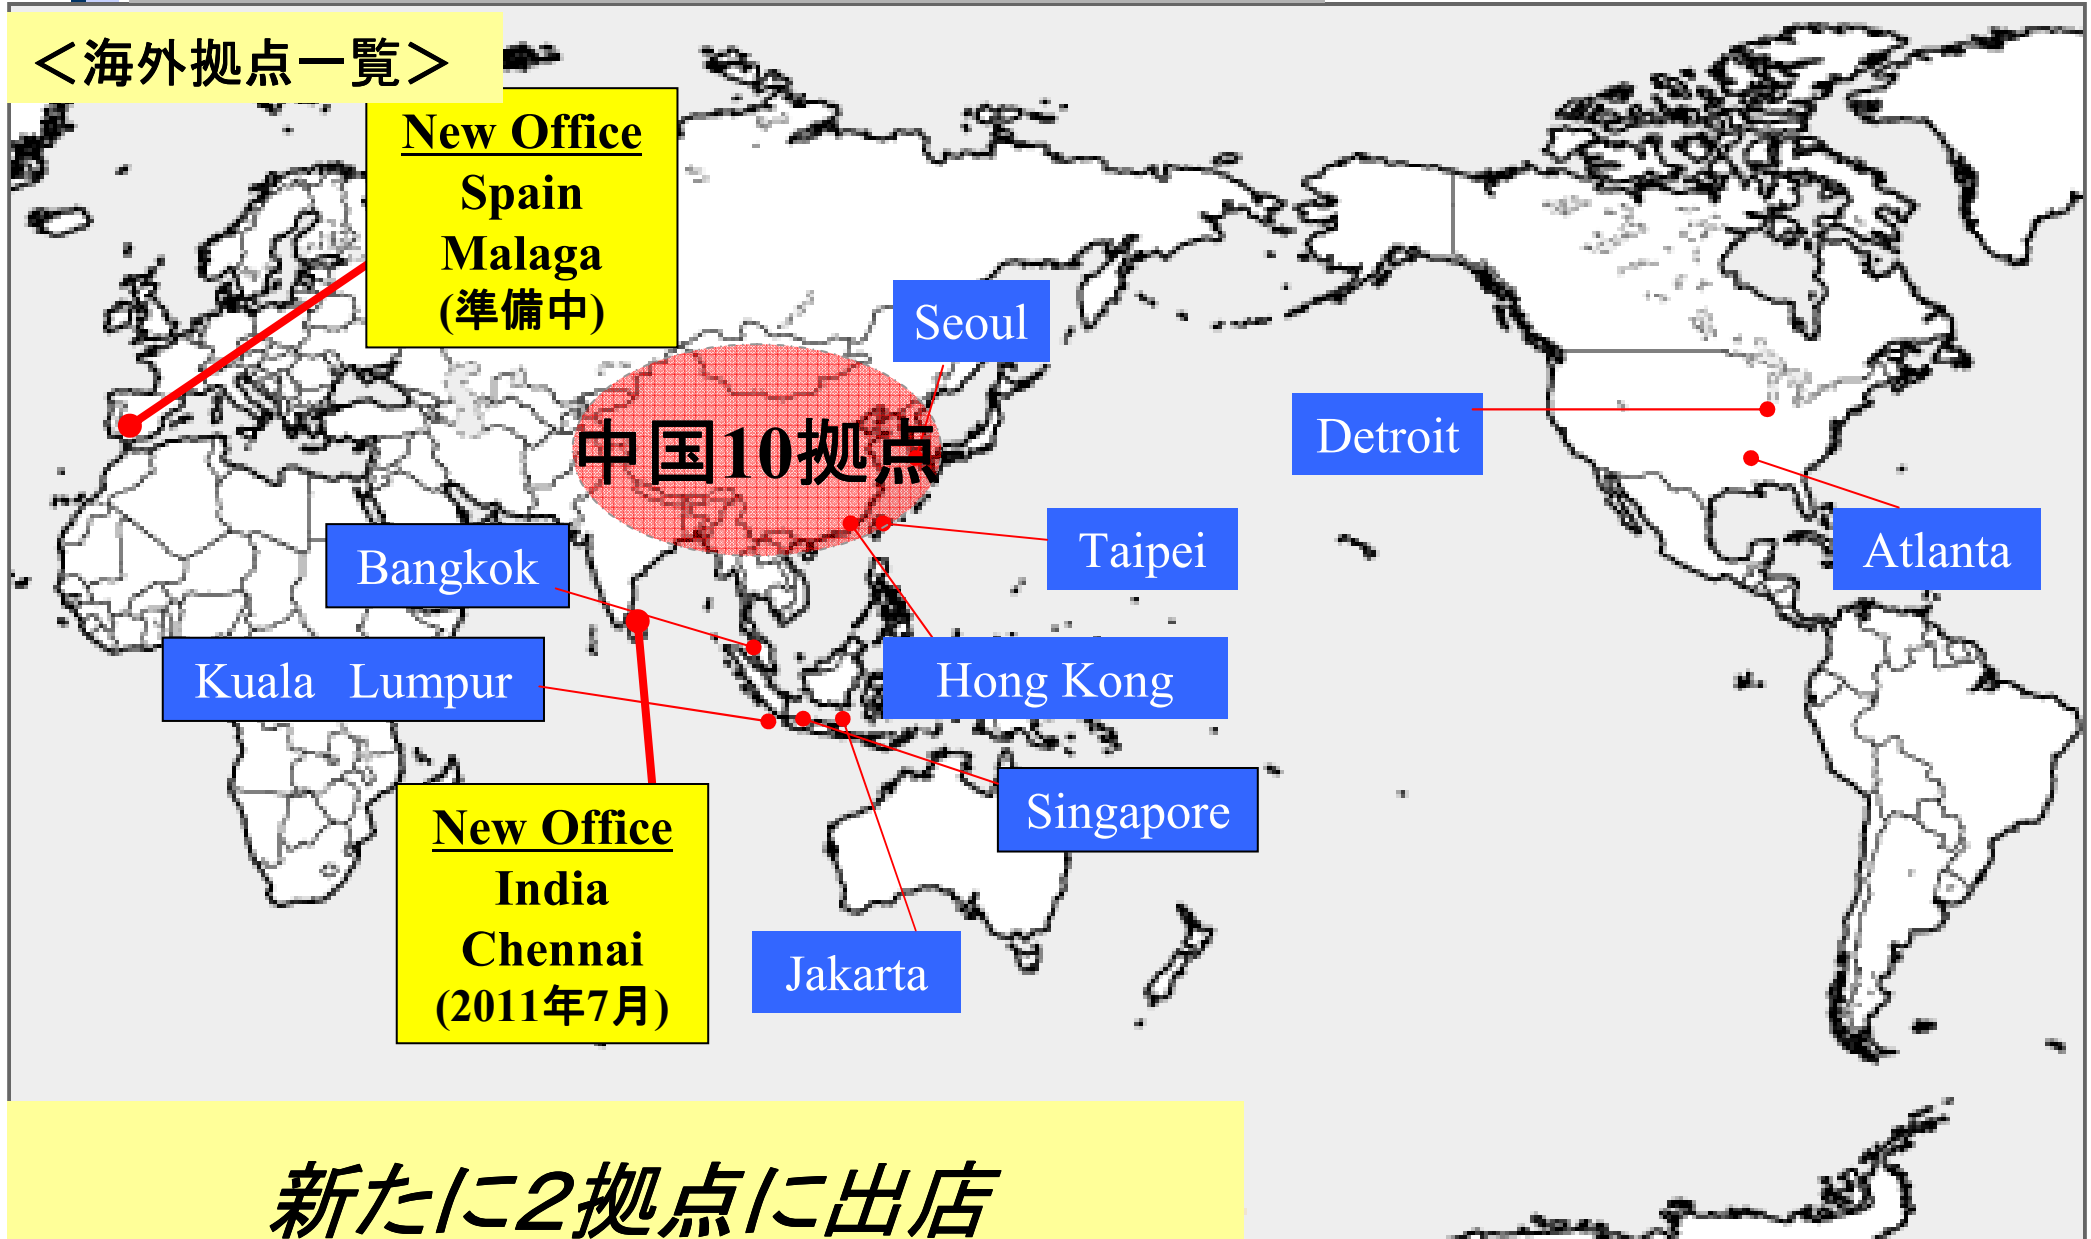 ＜海外拠点一覧＞
New Office
Spain
Malaga
(準備中)
Seoul
中国10拠点
Detroit
Taipei
Atlanta
Bangkok
Kuala Lumpur
Hong Kong
Singapore
New Office
India
Chennai
(2011年7月)
Jakarta
新たに２拠点に出店